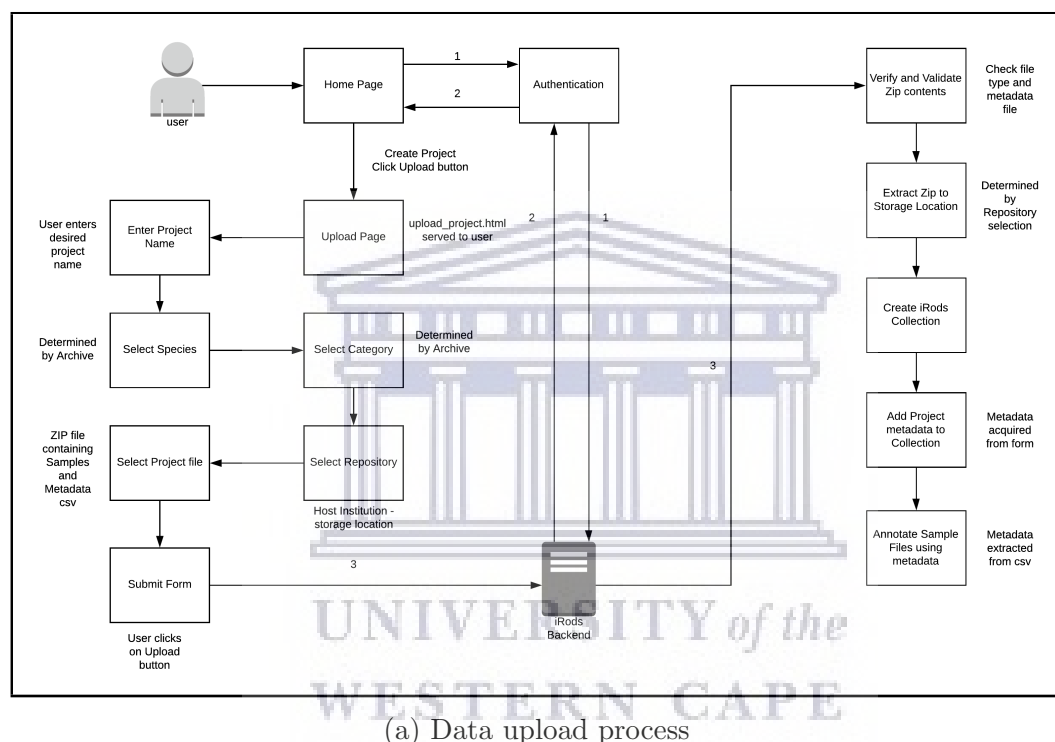 user
Home Page
1
2
Authentication
Create Project
Click Upload button
Upload Page
upload_project.html
served to user
2
1
User enters
desired
project
name
Enter Project
Name
Determined
by Archive
Select Species
Select Category
Determined
by Archive
ZIP file
containing
Samples
and
Metadata
csv
Select Project file
Select Repository
Host Institution -
storage location
Submit Form
3
User clicks
on Upload
button
iRods
Backend
3
Verify and Validate
Zip contents
Check file
type and
metadata
file
Extract Zip to
Storage Location
Determined
by
Repository
selection
Create iRods
Collection
Add Project
metadata to
Collection
Metadata
acquired
from form
Annotate Sample
Files using
metadata
Metadata
extracted
from csv
UNIVERSITY of the
WESTERN CAPE
(a) Data upload process